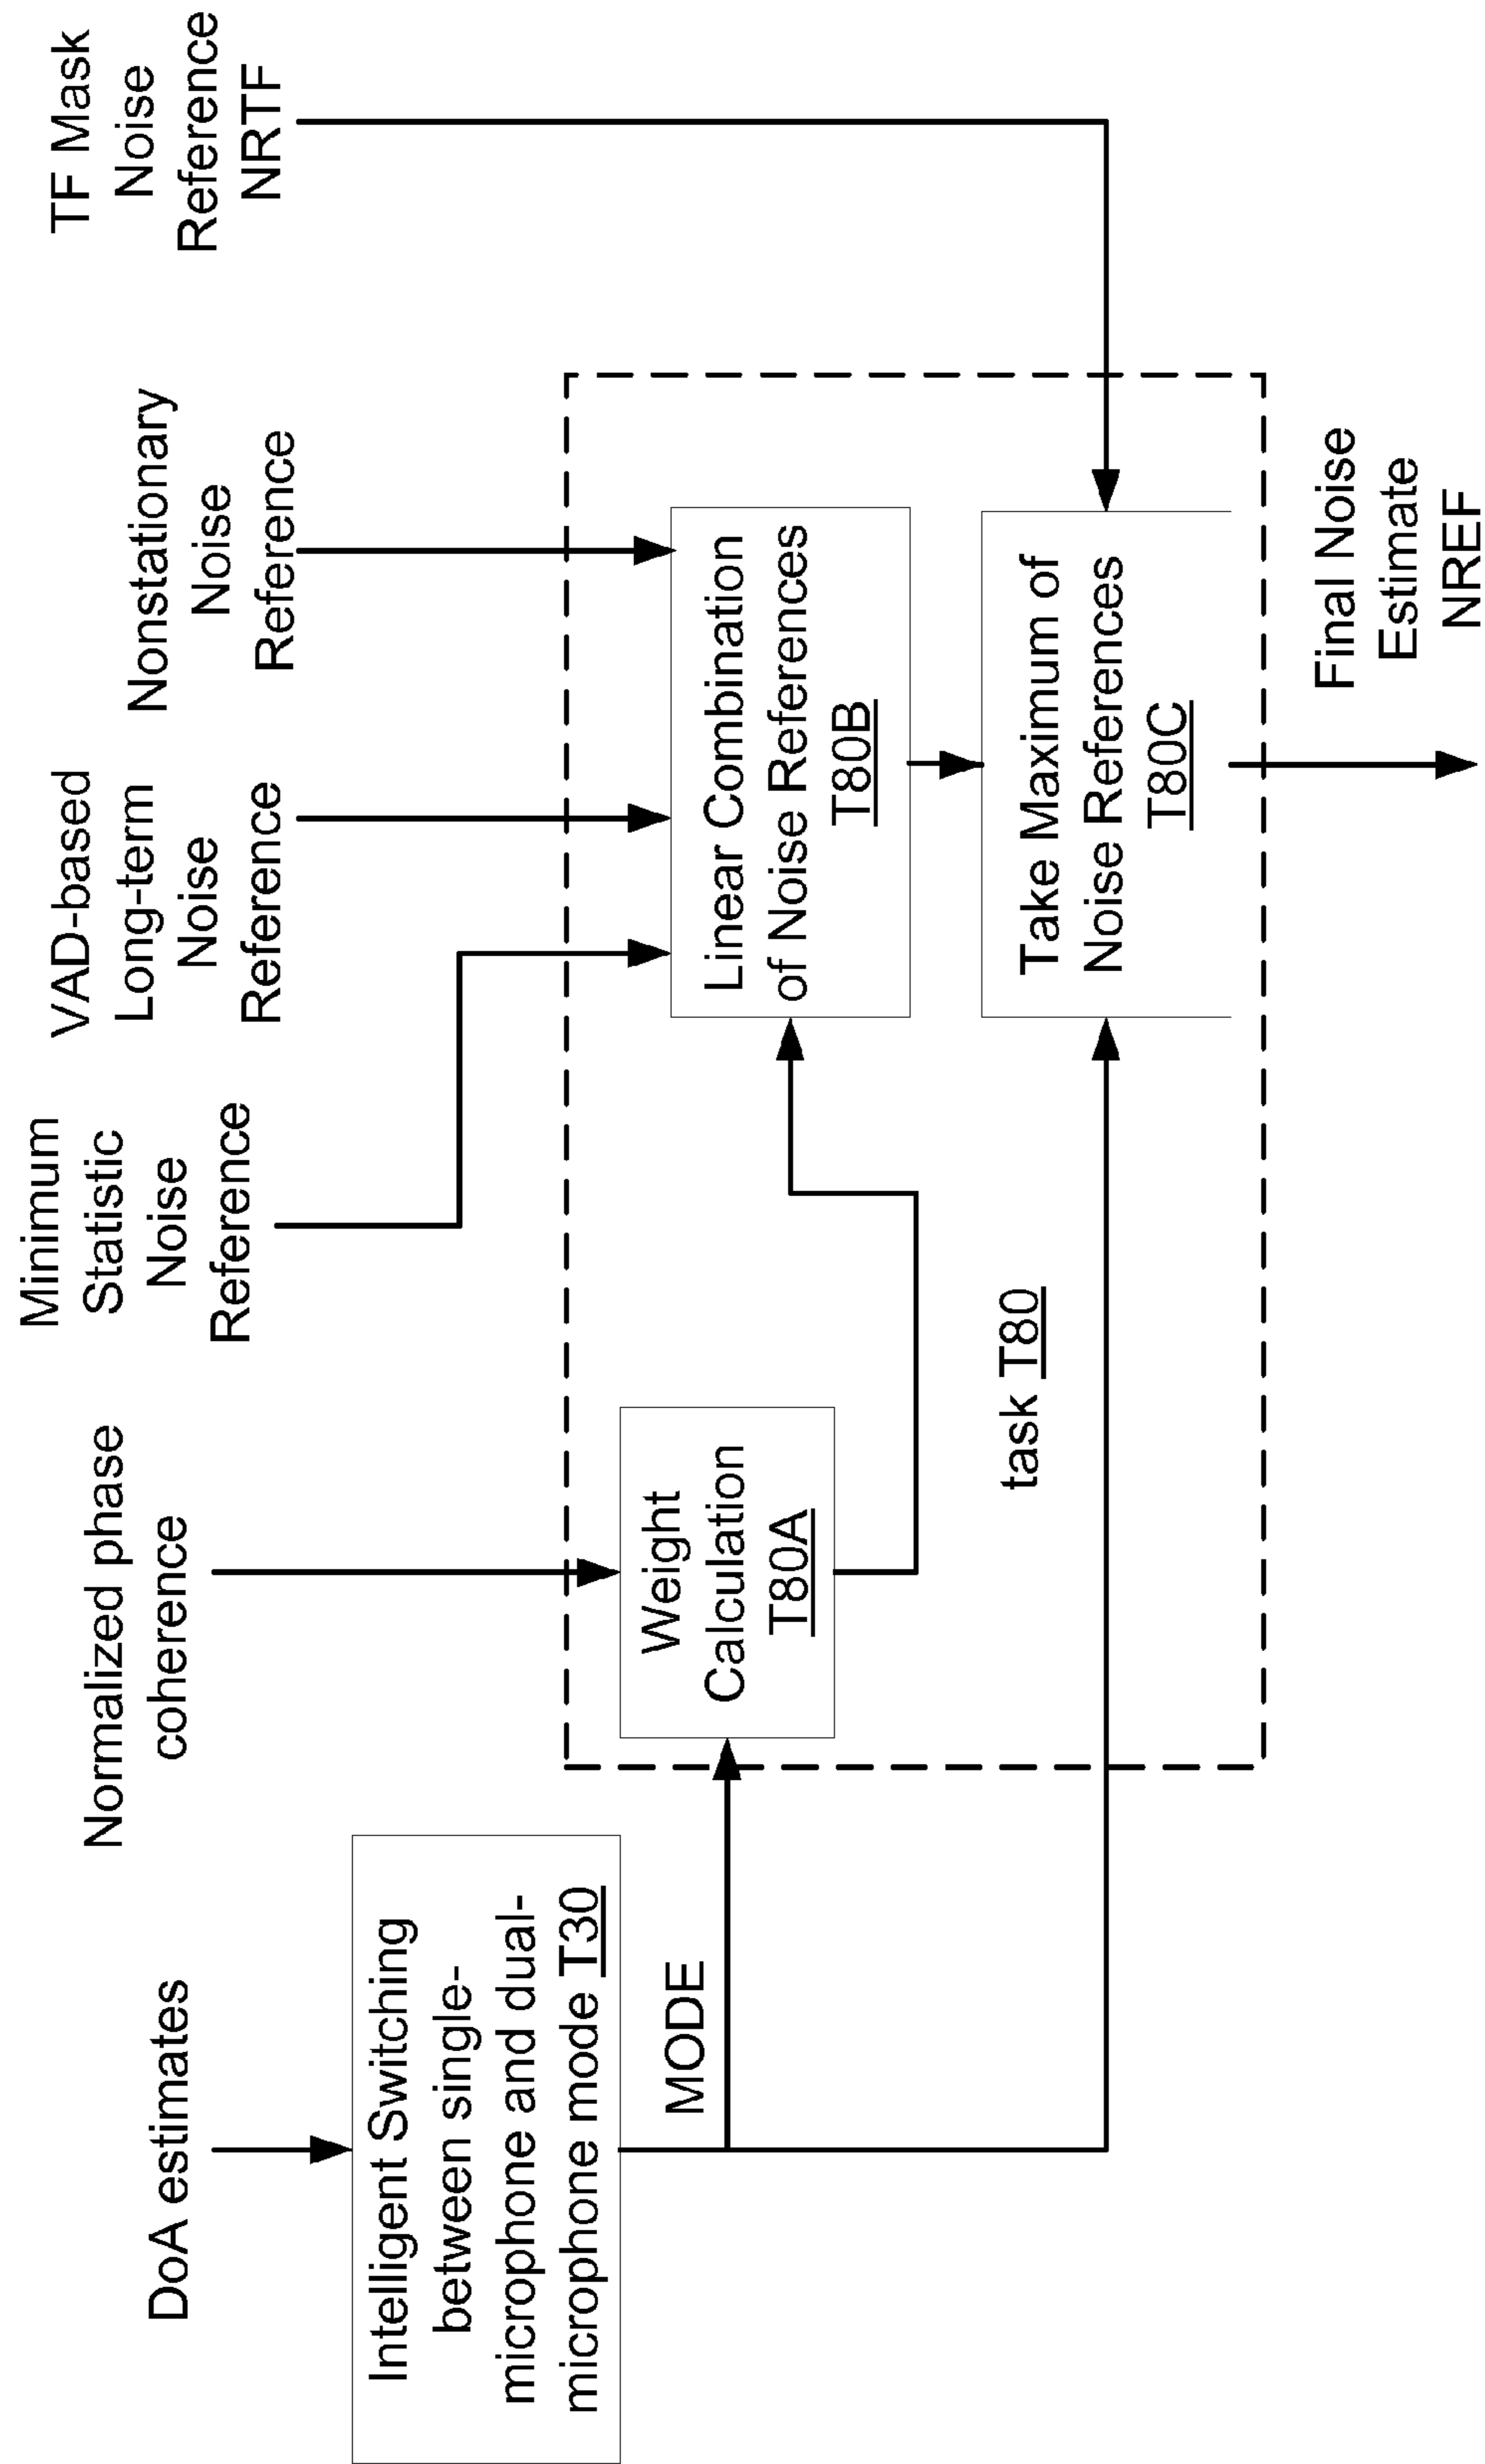 DoA estimates
Intelligent Switching
between single-
microphone and dual-
microphone mode T30
MODE
Normalized phase
coherence
Weight
Calculation
T80A
task T80
Minimum
Statistic
Noise
Reference
VAD-based
Long-term
Noise
Reference
Nonstationary
Noise
Reference
Linear Combination
of Noise References
T80B
Take Maximum of
Noise References
T80C
Final Noise
Estimate
NREF
TF Mask
Noise
Reference
NRTF